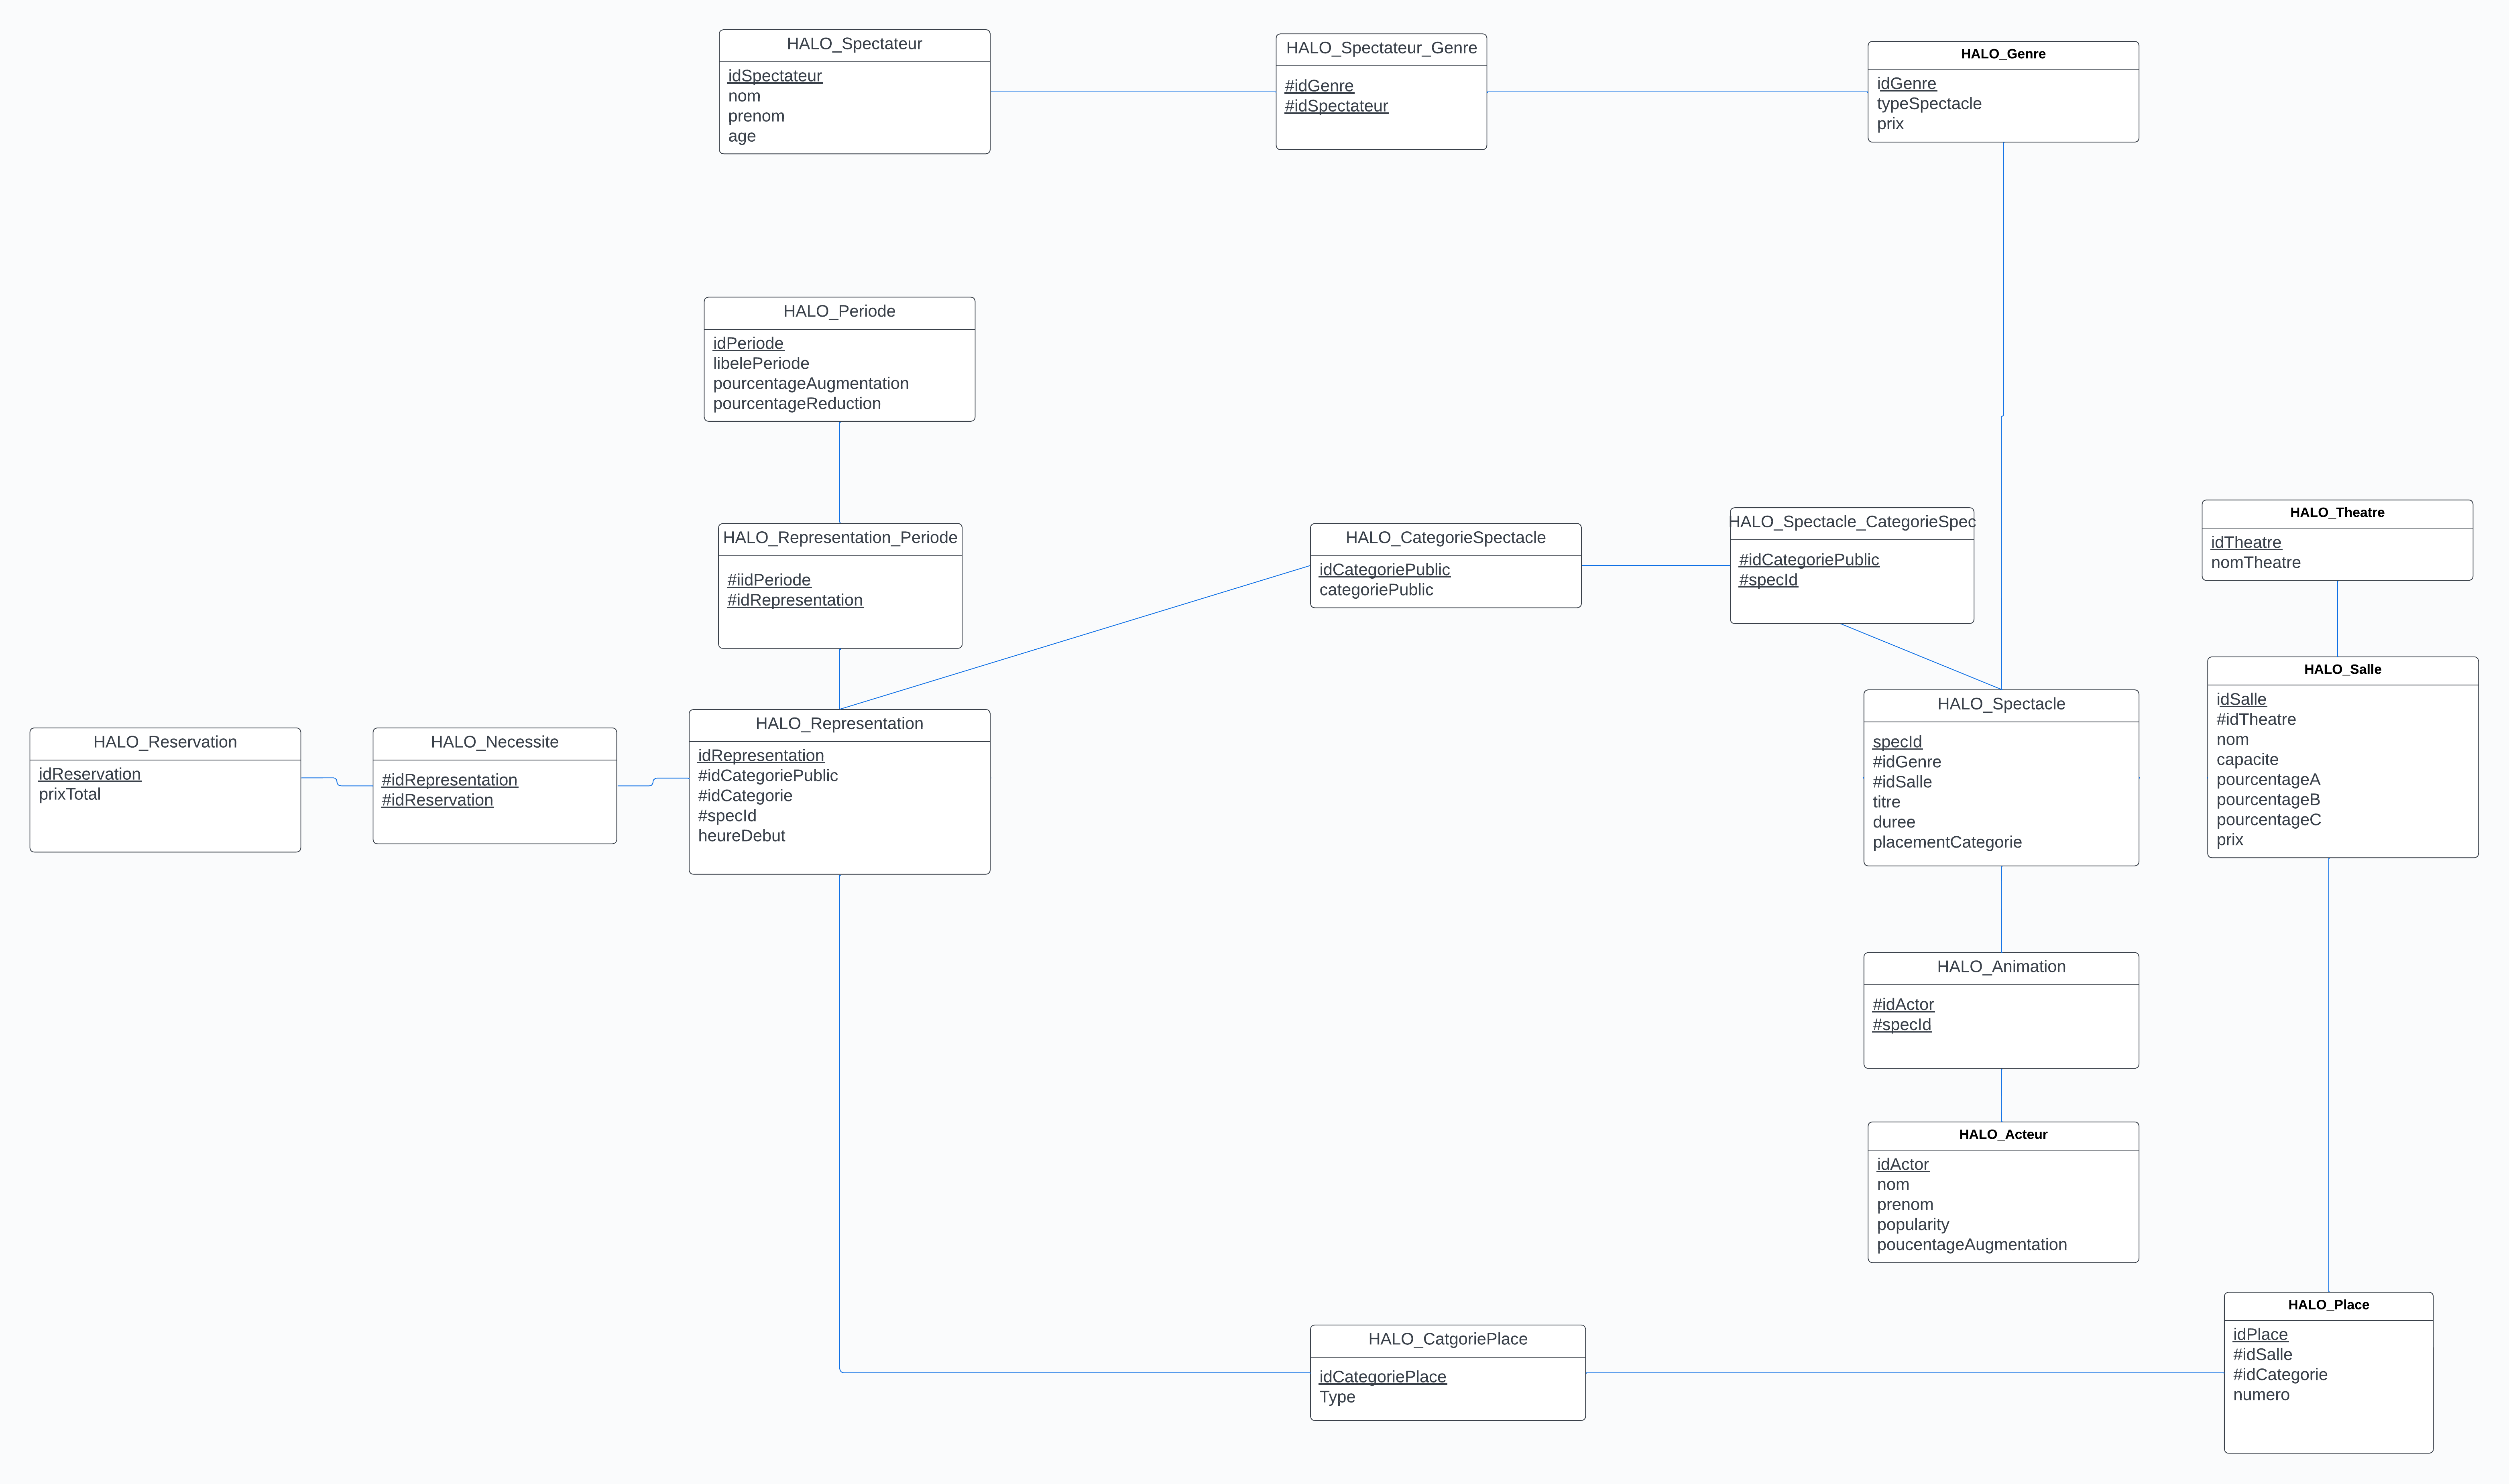 HALO_Spectateur
idSpectateur
nom
prenom
age
HALO_Spectateur_Genre
#idGenre
#idSpectateur
HALO_Genre
idGenre
typeSpectacle
prix
HALO_Periode
idPeriode
libelePeriode
pourcentageAugmentation
pourcentageReduction
HALO_Representation_Periode
#iidPeriode
#idRepresentation
HALO_CategorieSpectacle
idCategoriePublic
categoriePublic
HALO_Spectacle_CategorieSpec
#idCategoriePublic
#specId
HALO_Theatre
idTheatre
nomTheatre
HALO_Reservation
idReservation
prixTotal
HALO_Necessite
#idRepresentation
#idReservation
HALO_Representation
idRepresentation
#idCategoriePublic
#idCategorie
#specId
heureDebut
HALO_Spectacle
specId
#idGenre
#idSalle
titre
duree
placementCategorie
HALO_Salle
idSalle
#idTheatre
nom
capacite
pourcentageA
pourcentageB
pourcentageC
prix
HALO_Animation
#idActor
#specId
HALO_Acteur
idActor
nom
prenom
popularity
poucentageAugmentation
HALO_CatgoriePlace
idCategoriePlace
Type
HALO_Place
idPlace
#idSalle
#idCategorie
numero